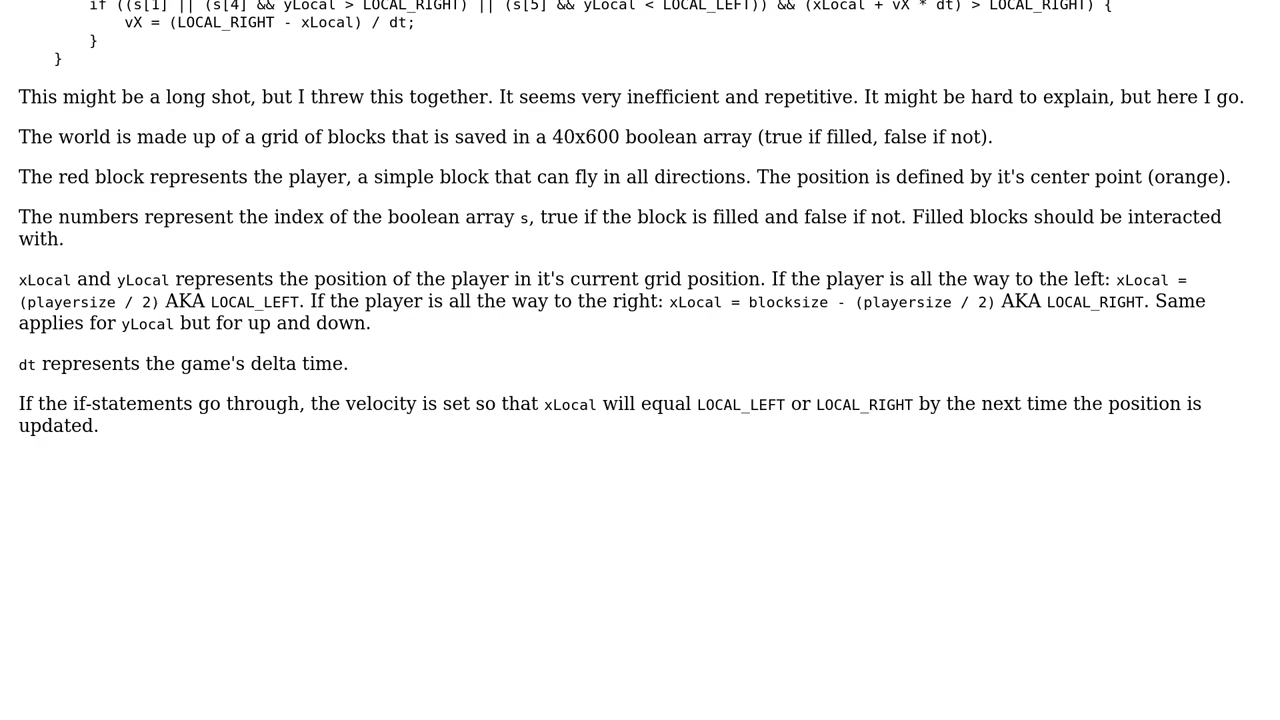 if ((s[1] || (s[4] && yLocal > LOCAL_RIGHT) || (s[5] && yLocal < LOCAL_LEFT)) && (xLocal + vX * dt) > LOCAL_RIGHT) {
vX = (LOCAL_RIGHT - xLocal) / dt;
}
}
This might be a long shot, but I threw this together. It seems very inefficient and repetitive. It might be hard to explain, but here I go.
The world is made up of a grid of blocks that is saved in a 40x600 boolean array (true if filled, false if not).
The red block represents the player, a simple block that can fly in all directions. The position is defined by it's center point (orange).
The numbers represent the index of the boolean array s, true if the block is filled and false if not. Filled blocks should be interacted
with.
xLocal and yLocal represents the position of the player in it's current grid position. If the player is all the way to the left: xLocal =
(playersize / 2) AKA LOCAL_LEFT. If the player is all the way to the right: xLocal = blocksize - (playersize / 2) AKA LOCAL_RIGHT. Same
applies for yLocal but for up and down.
dt represents the game's delta time.
If the if-statements go through, the velocity is set so that xLocal will equal LOCAL_LEFT or LOCAL_RIGHT by the next time the position is
updated.